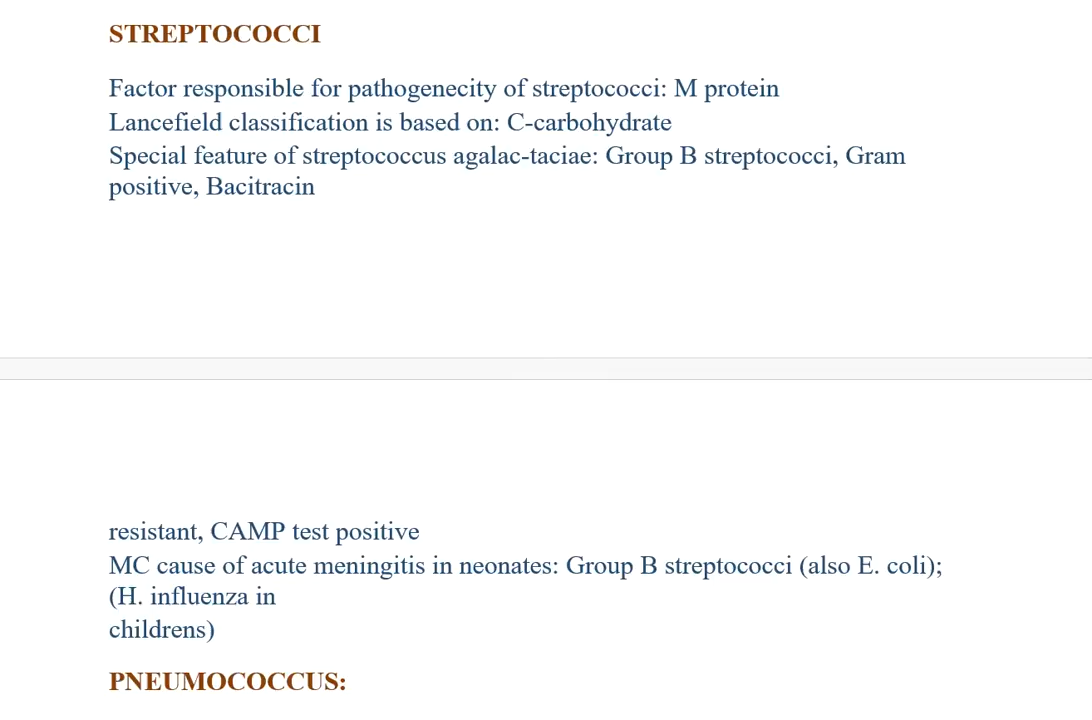 STREPTOCOCCI
Factor responsible for pathogenecity of streptococci: M protein
Lancefield classification is based on: C-carbohydrate
Special feature of streptococcus agalac-taciae: Group B streptococci, Gram
positive, Bacitracin
resistant, CAMP test positive
MC cause of acute meningitis in neonates: Group B streptococci (also E. coli);
(H. influenza in
childrens)
PNEUMOCOCCUS: